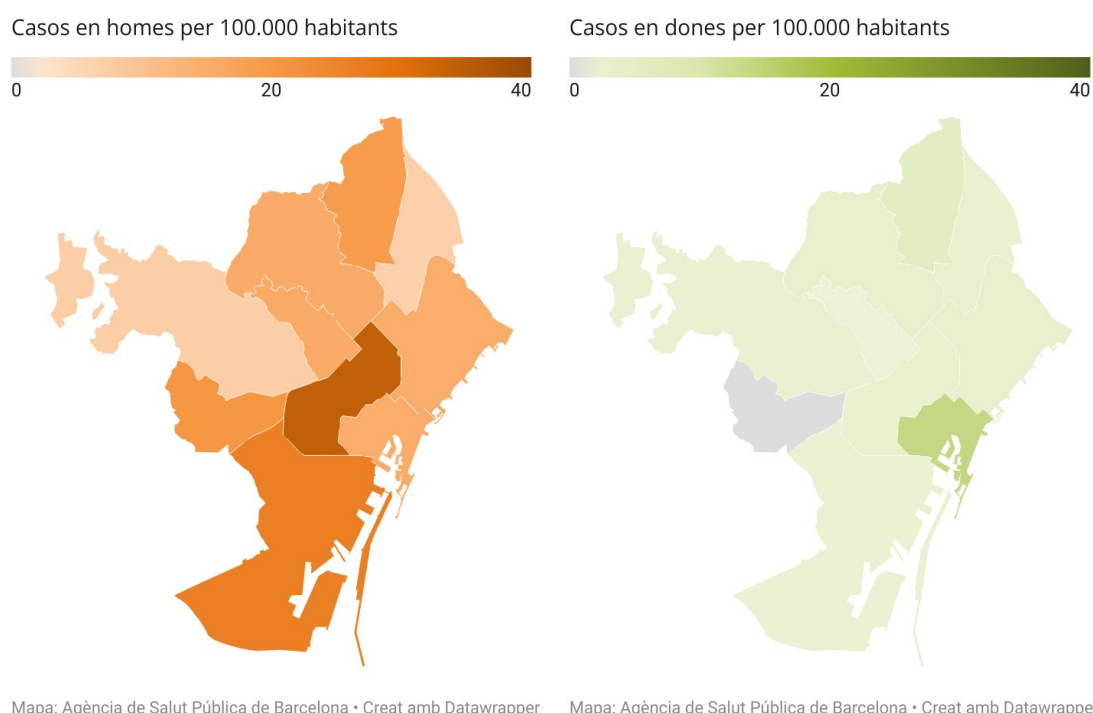 Casos en homes per 100.000 habitants
0 20 40
Casos en dones per 100.000 habitants
0 20 40
Mapa: Agència de Salut Pública de Barcelona • Creat amb Datawrapper
Mapa: Agència de Salut Pública de Barcelona • Creat amb Datawrappe